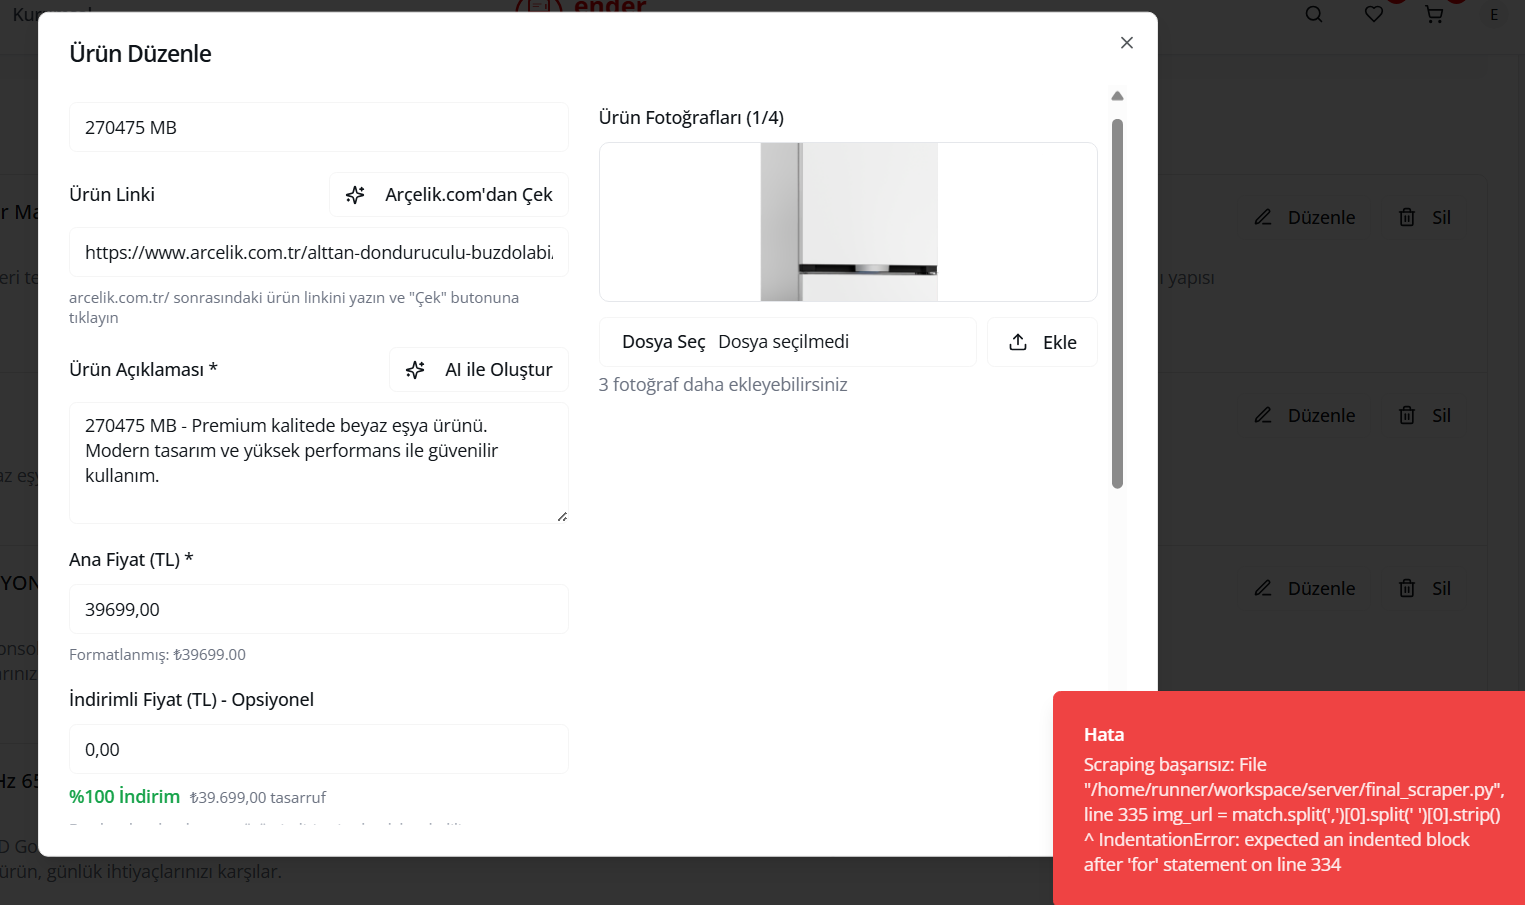 ender
E
Ürün Düzenle
270475 MB
Ürün Linki
Arçelik.com'dan Çek
https://www.arcelik.com.tr/alttan-donduruculu-buzdolabi
arcelik.com.tr/ sonrasındaki ürün linkini yazın ve "Çek" butonuna
tıklayın
Ürün Açıklaması *
AI ile Oluştur
270475 MB - Premium kalitede beyaz eşya ürünü.
Modern tasarım ve yüksek performans ile güvenilir
kullanım.
Ana Fiyat (TL) *
39699,00
Formatlanmış: ₺39699.00
İndirimli Fiyat (TL) - Opsiyonel
0,00
%100 İndirim ₺39.699,00 tasarruf
Ürün Fotoğrafları (1/4)
Dosya Seç Dosya seçilmedi
Ekle
3 fotoğraf daha ekleyebilirsiniz
Düzenle Sil
yapısı
Düzenle Sil
Düzenle Sil
ürün, günlük ihtiyaçlarınızı karşılar.
Hata
Scraping başarısız: File
"/home/runner/workspace/server/final_scraper.py",
line 335 img_url = match.split(',')[0].split(' ')[0].strip()
^ IndentationError: expected an indented block
after 'for' statement on line 334